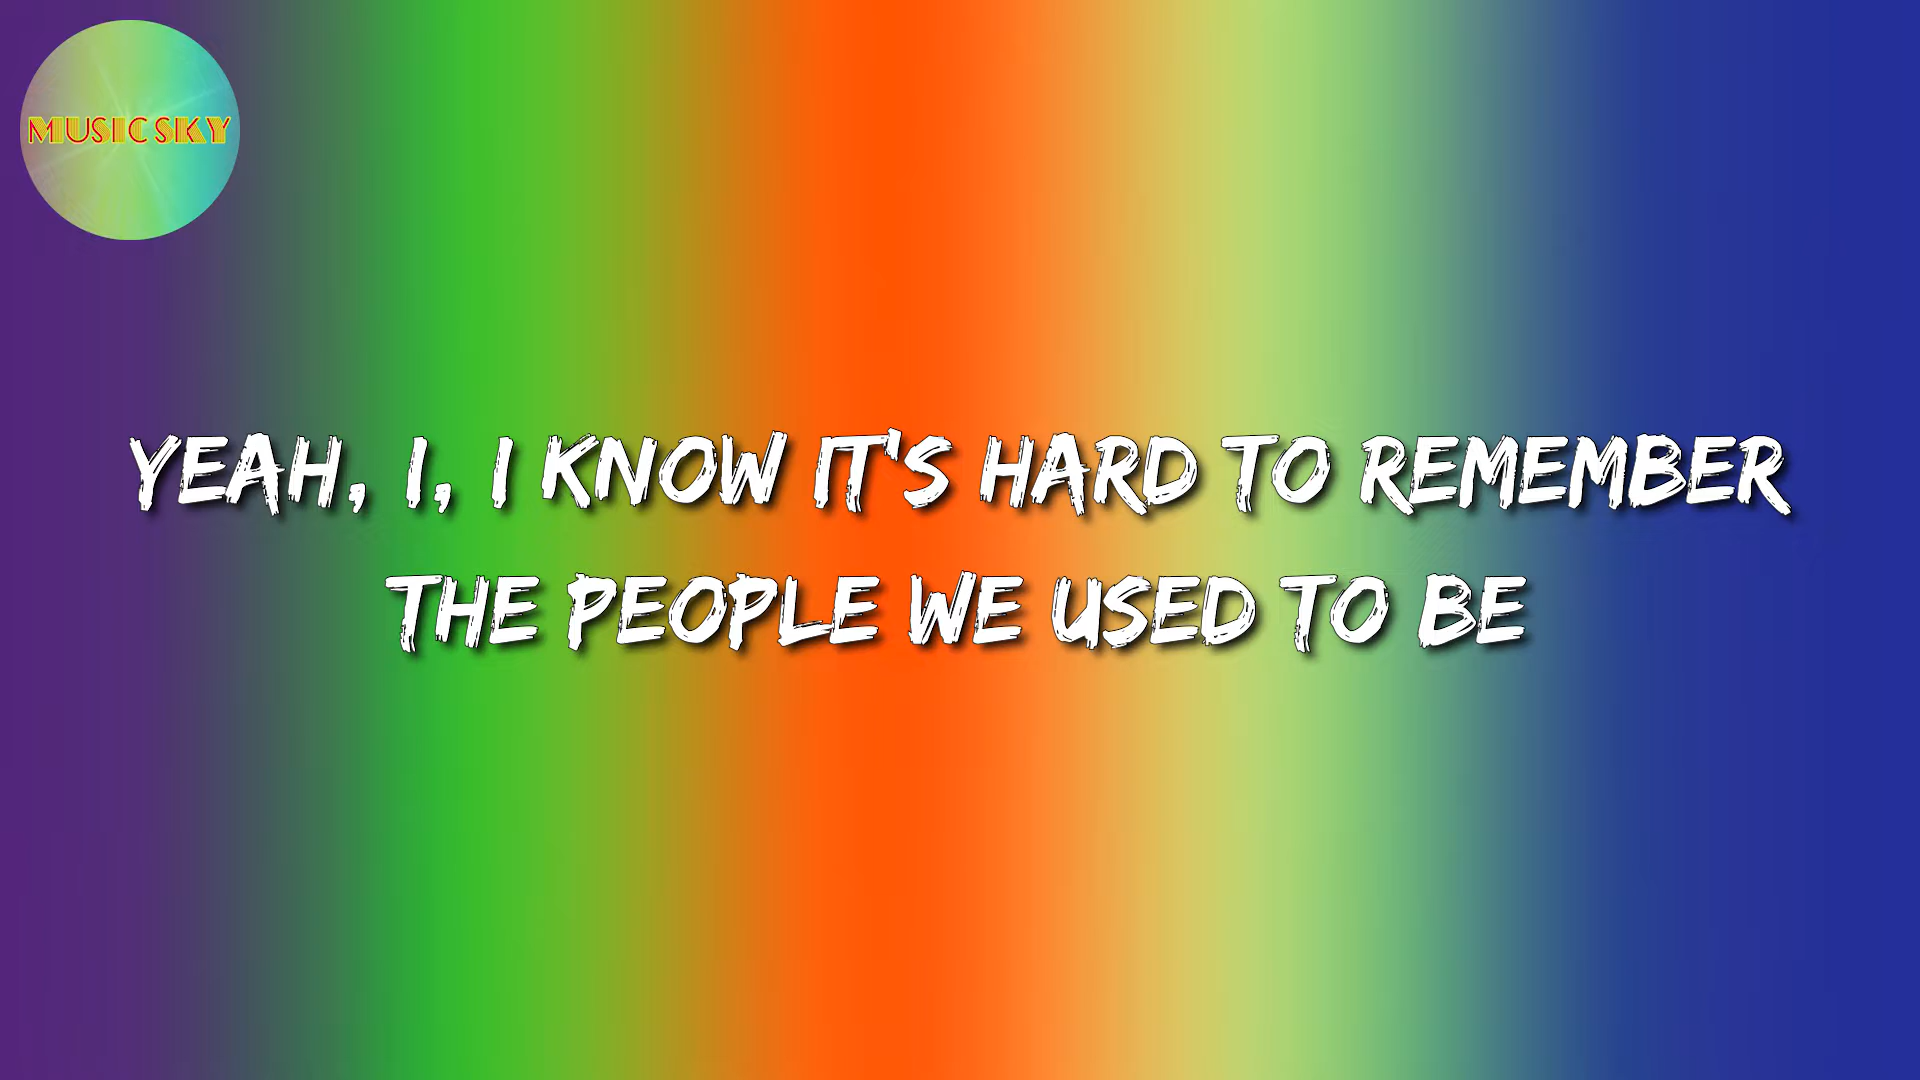 MUSIC SKY
YEAH, I, I KNOW IT'S HARD TO REMEMBER
THE PEOPLE WE USED TO BE